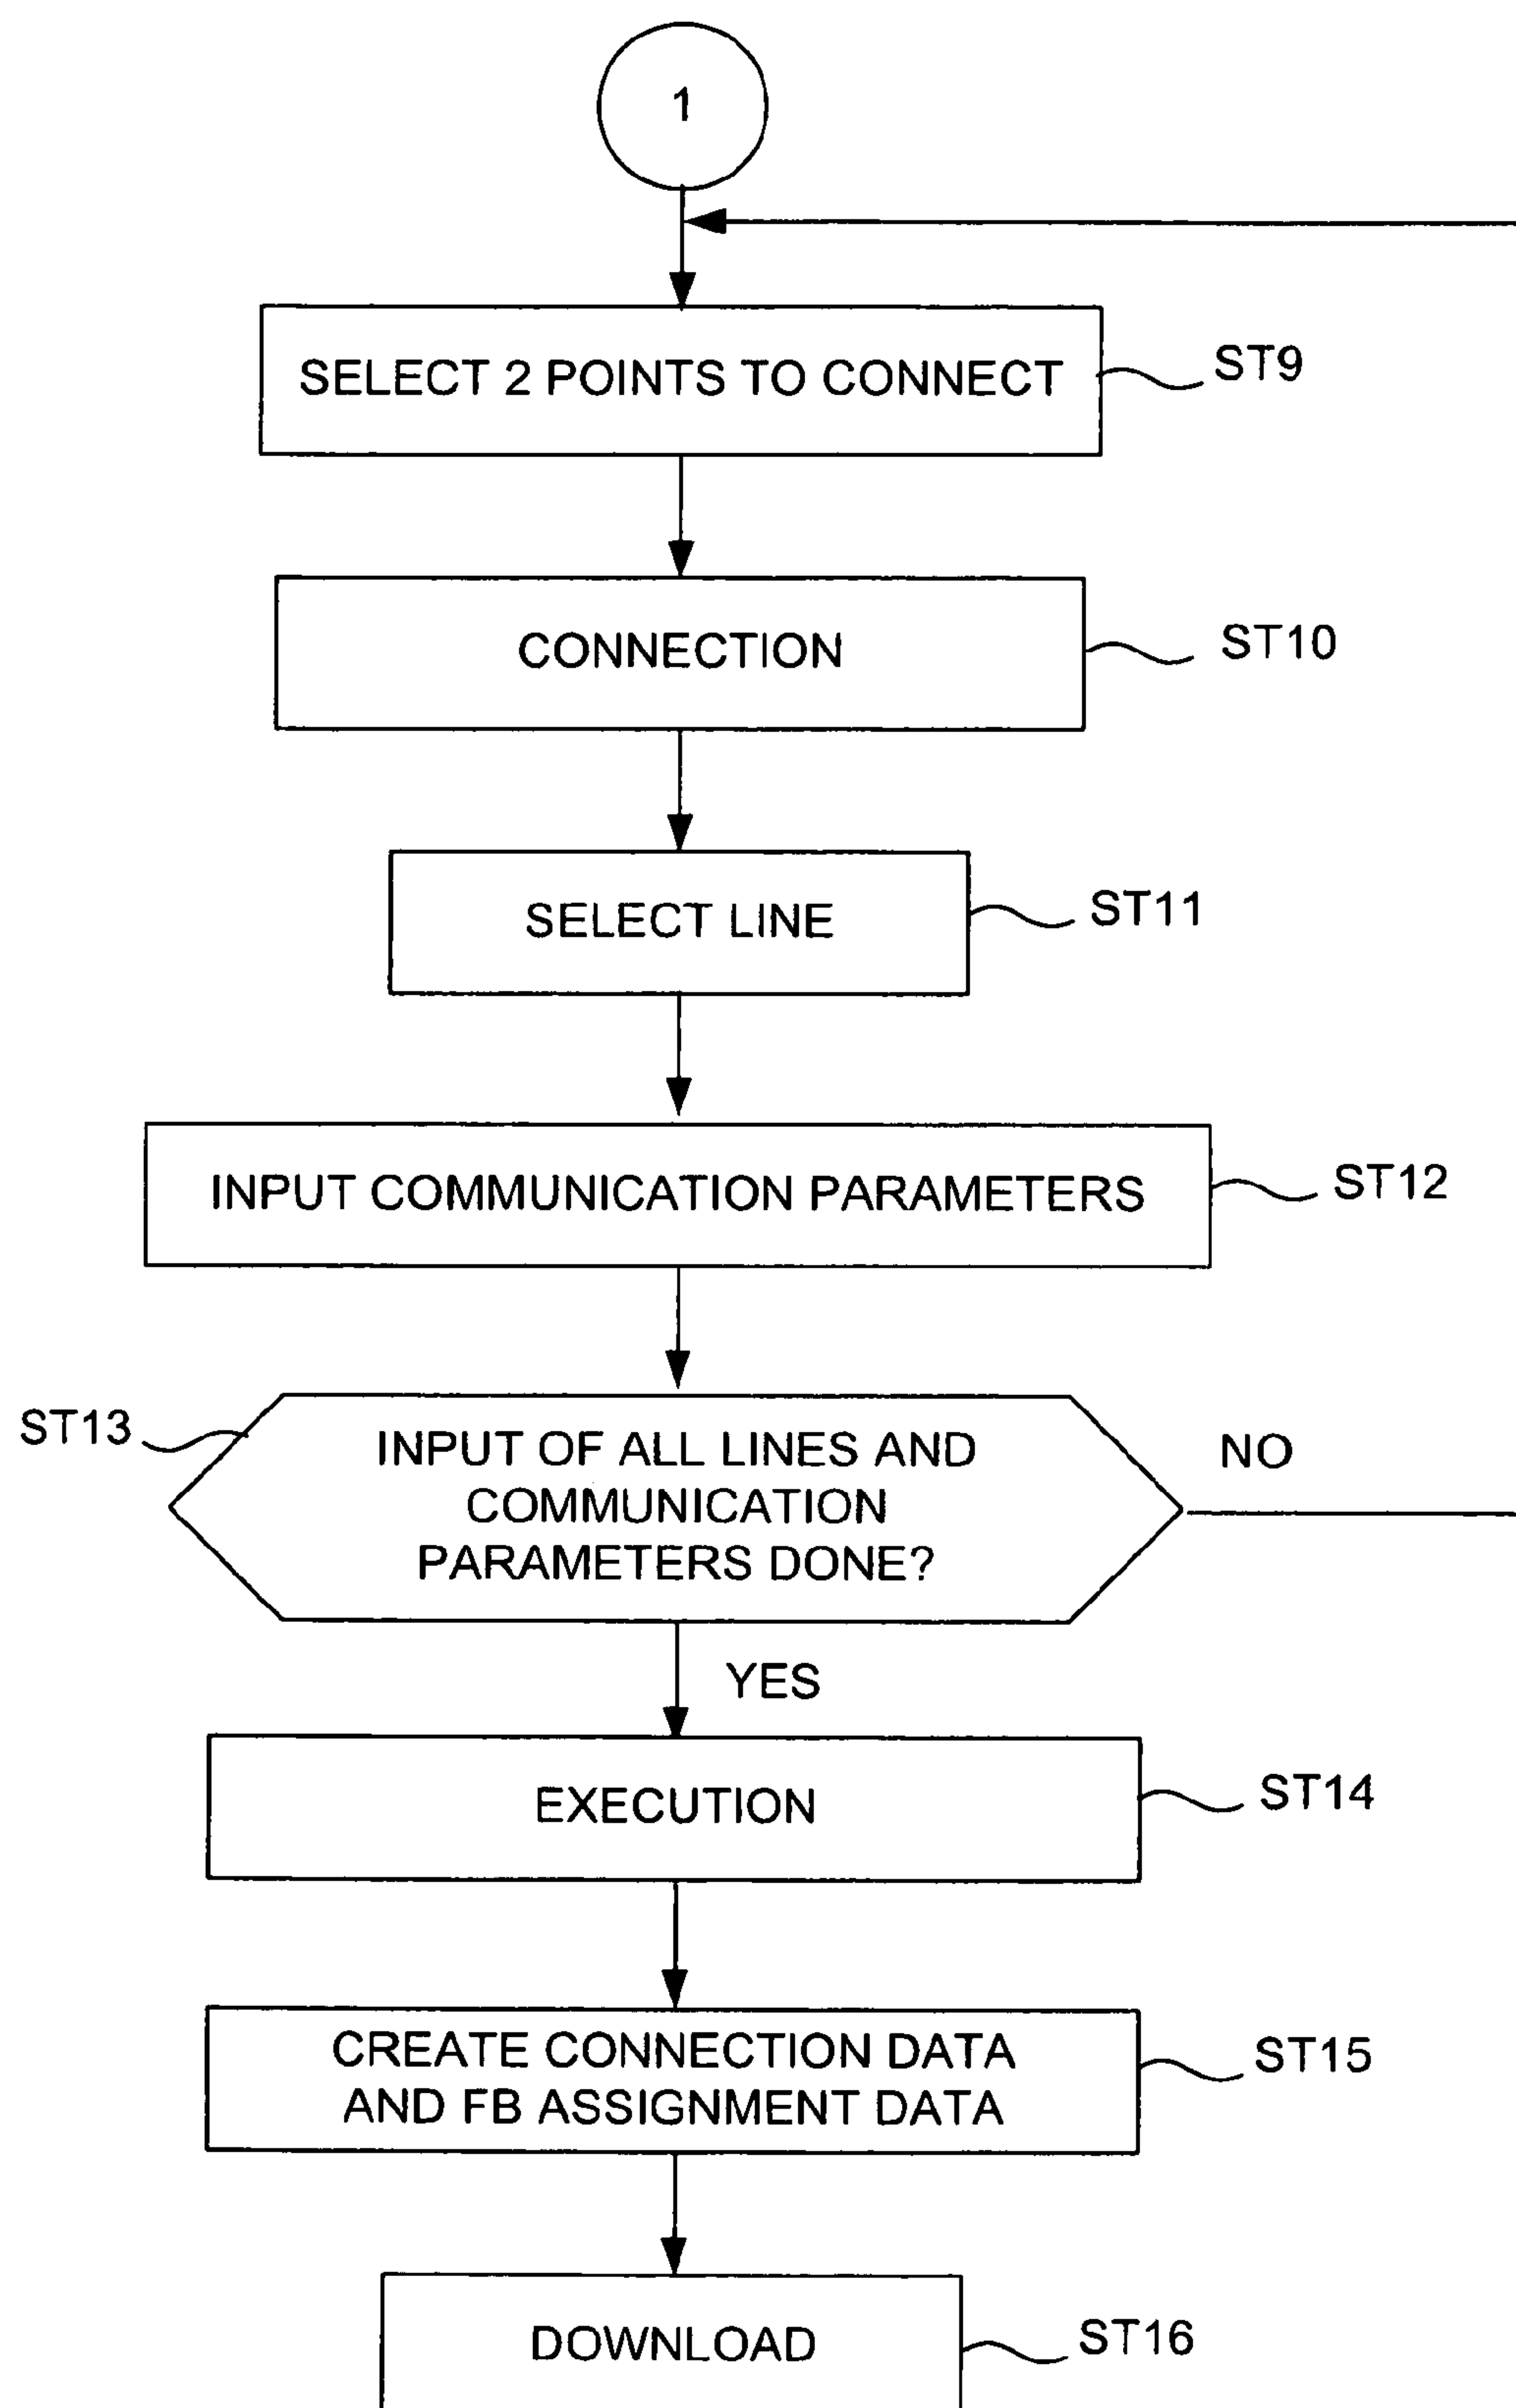 1
SELECT 2 POINTS TO CONNECT
ST9
CONNECTION
ST10
SELECT LINE
ST11
INPUT COMMUNICATION PARAMETERS
ST12
ST13
INPUT OF ALL LINES AND
COMMUNICATION
PARAMETERS DONE?
NO
YES
EXECUTION
ST14
CREATE CONNECTION DATA
AND FB ASSIGNMENT DATA
ST15
DOWNLOAD
ST16